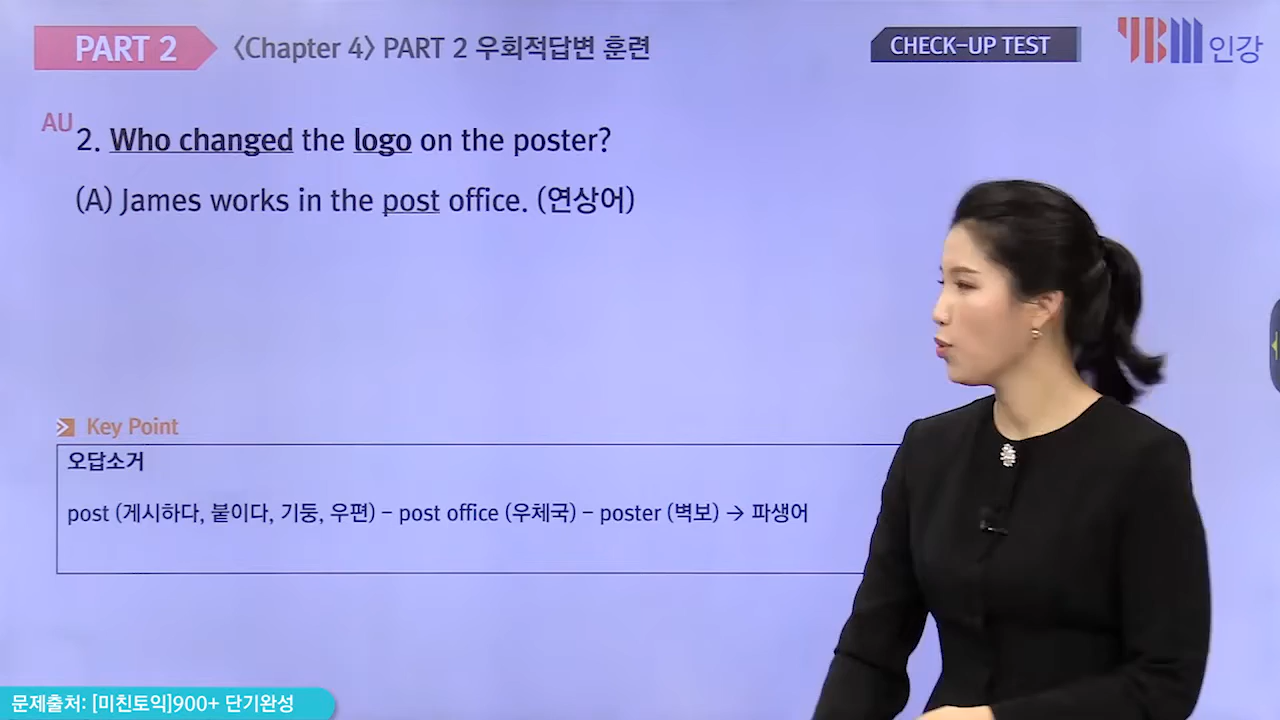 PART 2
〈Chapter 4〉 PART 2 우회적답변 훈련
CHECK-UP TEST
YBM 인강
AU
2. Who changed the logo on the poster?
(A) James works in the post office. (연상어)
Key Point
오답소거
post (게시하다, 붙이다, 기둥, 우편) - post office (우체국) - poster (벽보) → 파생어
문제출처: [미친토익]900+ 단기완성